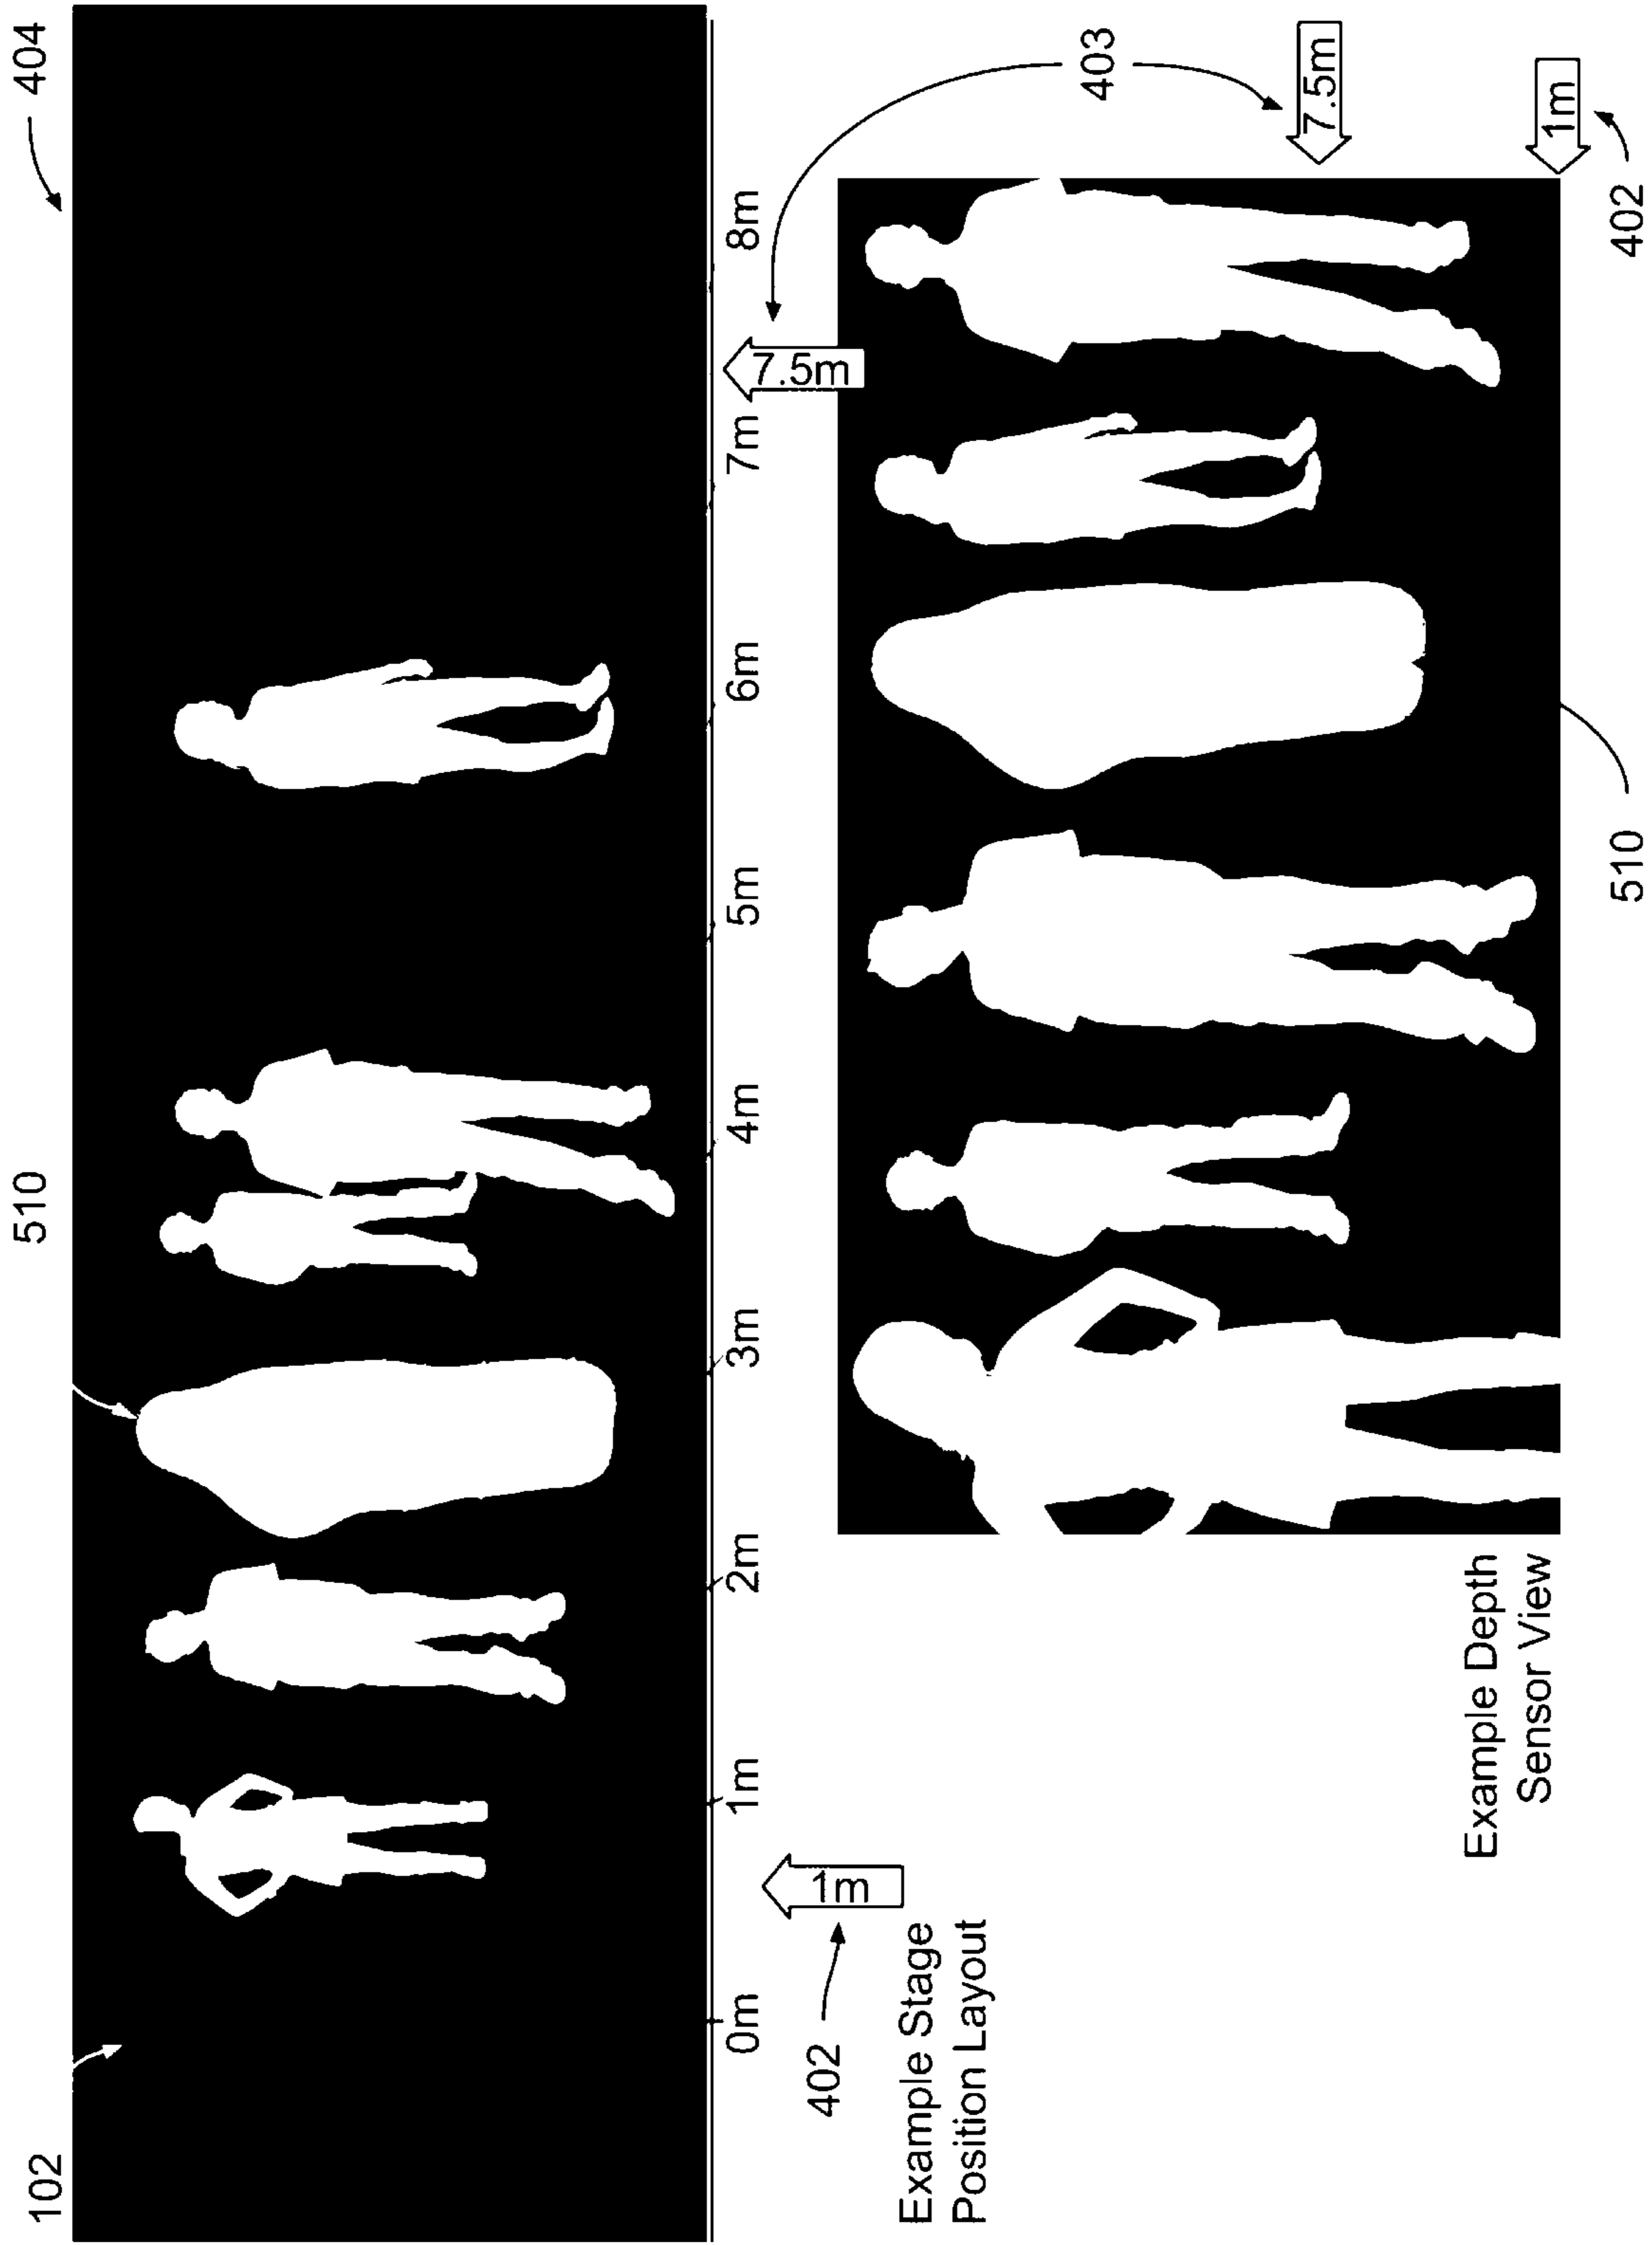 102 510 404
0m 1m 2m 3m 4m 5m 6m 7m 8m
1m 7.5m
402
Example Stage
Position Layout
403
7.5m
Example Depth
Sensor View
1m
510 402